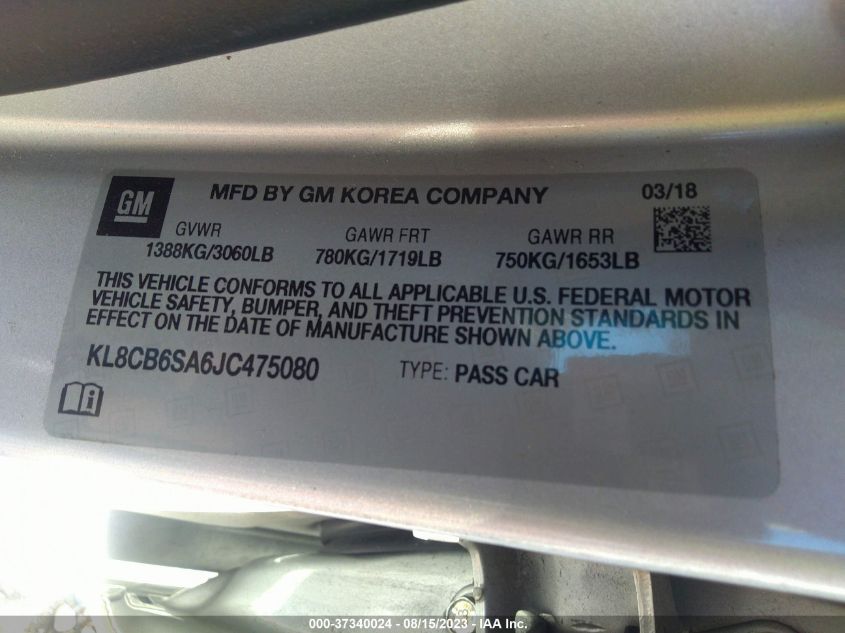 GM MFD BY GM KOREA COMPANY 03/18
GVWR GAWR FRT GAWR RR
1388KG/3060LB 780KG/1719LB 750KG/1653LB
THIS VEHICLE CONFORMS TO ALL APPLICABLE U.S. FEDERAL MOTOR
VEHICLE SAFETY, BUMPER, AND THEFT PREVENTION STANDARDS IN
EFFECT ON THE DATE OF MANUFACTURE SHOWN ABOVE.
KL8CB6SA6JC475080 TYPE: PASS CAR
000-37340024 - 08/15/2023 - IAA Inc.